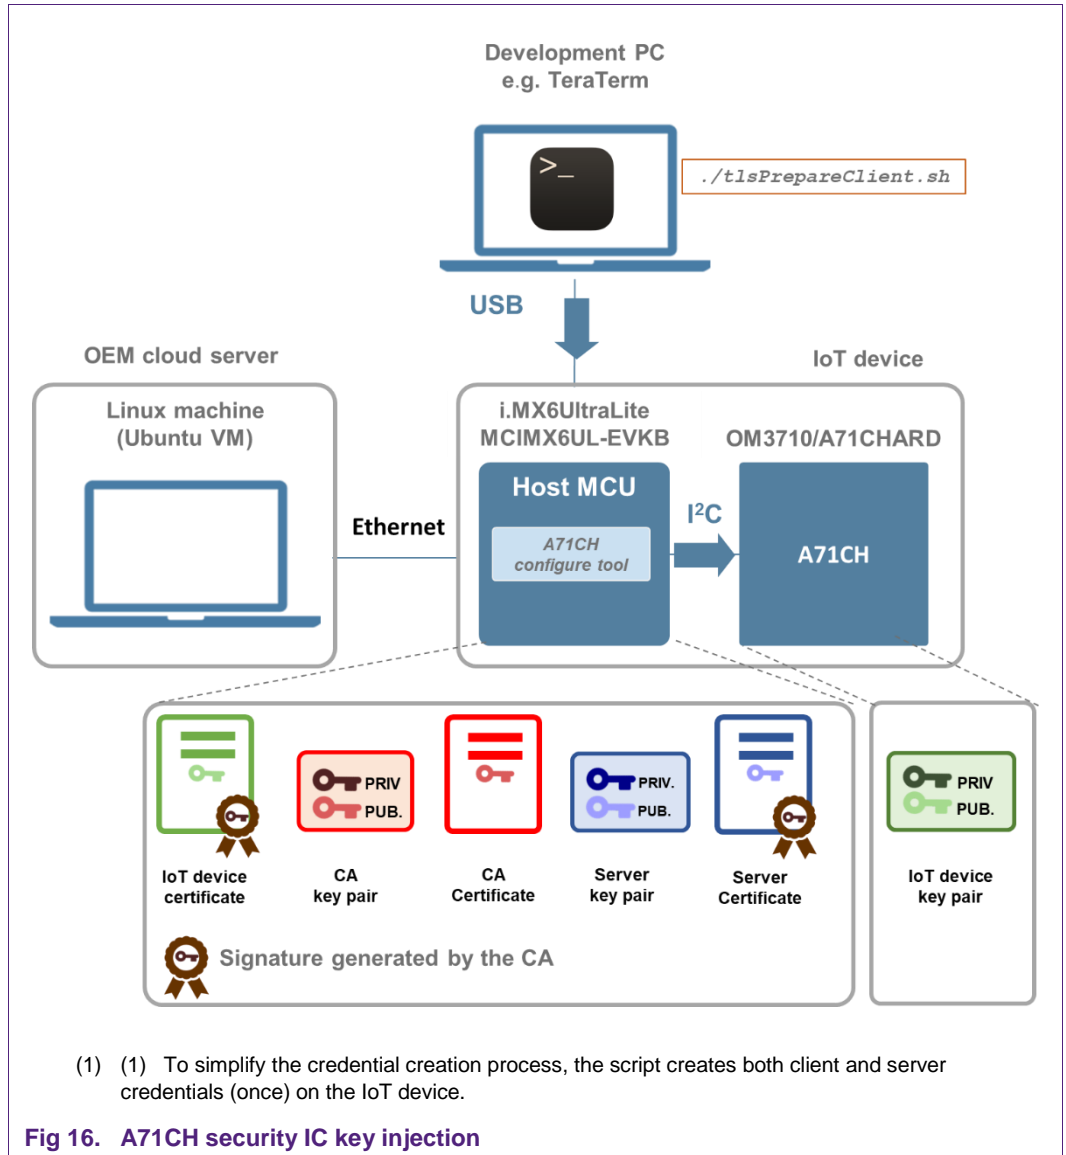 Development PC
e.g. TeraTerm
>_
./tlsPrepareClient.sh
USB
OEM cloud server
IoT device
Linux machine
(Ubuntu VM)
i.MX6UltraLite
MCIMX6UL-EVKB
OM3710/A71CHARD
Host MCU
A71CH
configure tool
Ethernet
I²C
A71CH
PRIV
PUB.
PRIV.
PUB.
PRIV
PUB.
IoT device
certificate
CA
key pair
CA
Certificate
Server
key pair
Server
Certificate
IoT device
key pair
Signature generated by the CA
(1) (1) To simplify the credential creation process, the script creates both client and server
credentials (once) on the IoT device.
Fig 16. A71CH security IC key injection